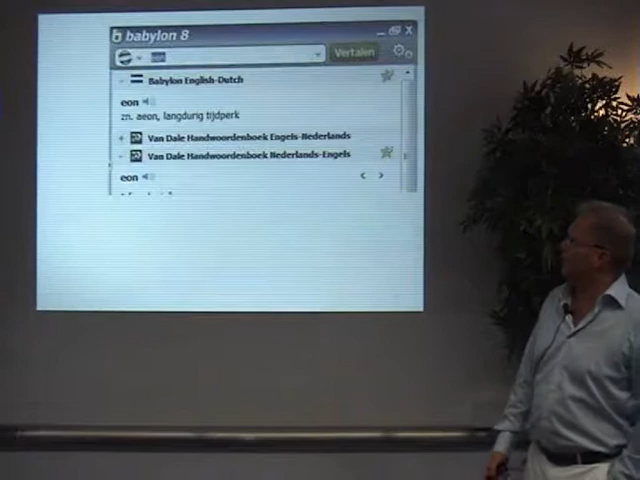 babylon 8
eon
Vertalen
Babylon English-Dutch
eon
zn. aeon, langdurig tijdperk
Van Dale Handwoordenboek Engels-Nederlands
Van Dale Handwoordenboek Nederlands-Engels
eon